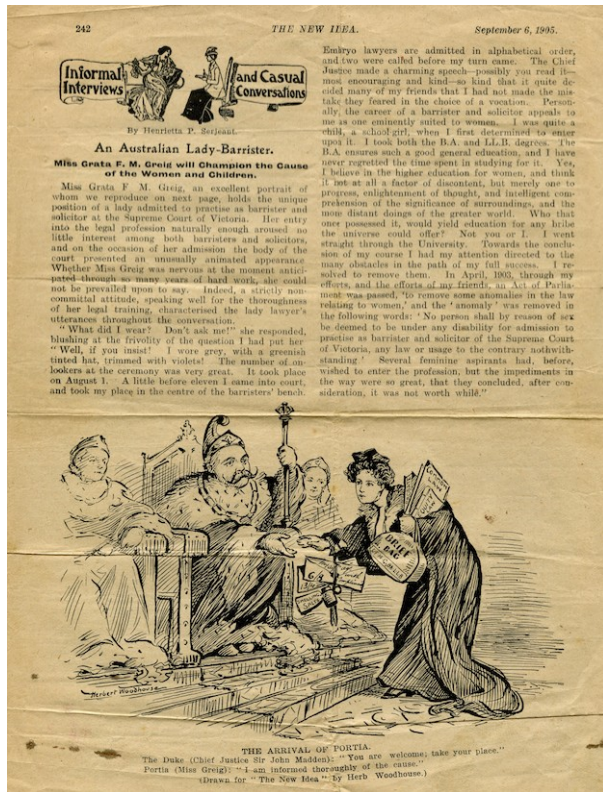 242
THE NEW IDEA.
September 6, 1905.
Informal Interviews
and Casual Conversations
By Henrietta P. Serjeant.
An Australian Lady-Barrister.
Miss Grata F. M. Greig will Champion the Cause
of the Women and Children.
Miss Grata F. M. Greig, an excellent portrait of
whom we reproduce on next page, holds the unique
position of a lady admitted to practise as barrister and
solicitor at the Supreme Court of Victoria. Her entry
into the legal profession naturally enough aroused no
little interest among both barristers and solicitors,
and on the occasion of her admission the body of the
court presented an unusually animated appearance.
Whether Miss Greig was nervous at the moment antici-
pated through so many years of hard work, she could
not be prevailed upon to say. Indeed, a strictly non-
committal attitude, speaking well for the thoroughness
of her legal training, characterised the lady lawyer's
utterances throughout the conversation.
"What did I wear? Don't ask me!" she responded,
blushing at the frivolity of the question I had put her
"Well, if you insist! I wore grey, with a greenish
tinted hat, trimmed with violets! The number of on-
lookers at the ceremony was very great. It took place
on August 1. A little before eleven I came into court,
and took my place in the centre of the barristers' bench.
Embryo lawyers are admitted in alphabetical order,
and two were called before my turn came. The Chief
Justice made a charming speech—possibly you read it—
most encouraging and kind—so kind that it quite de-
cided many of my friends that I had not made the mis-
take they feared in the choice of a vocation. Person-
ally, the career of a barrister and solicitor appeals to
me as one eminently suited to women. I was quite a
child, a school-girl, when I first determined to enter
upon it. I took both the B.A. and LL.B. degrees. The
B.A. ensures such a good general education, and I have
never regretted the time spent in studying for it. Yes,
I believe in the higher education for women, and think
it not at all a factor of discontent, but merely one to
progress, enlightenment of thought, and intelligent com-
prehension of the significance of surroundings, and the
more distant doings of the greater world. Who that
once possessed it, would yield education for any bribe
the universe could offer? Not you or I. I went
straight through the University. Towards the conclu-
sion of my course I had my attention directed to the
many obstacles in the path of my full success. I re-
solved to remove them. In April, 1903, through my
efforts, and the efforts of my friends, an Act of Parlia-
ment was passed, 'to remove some anomalies in the law
relating to women,' and the 'anomaly' was removed in
the following words: 'No person shall by reason of sex
be deemed to be under any disability for admission to
practise as barrister and solicitor of the Supreme Court
of Victoria, any law or usage to the contrary notwith-
standing.' Several feminine aspirants had, before,
wished to enter the profession, but the impediments in
the way were so great, that they concluded, after con-
sideration, it was not worth while."
BRIEF BAG
Herbert Woodhouse
THE ARRIVAL OF PORTIA.
The Duke (Chief Justice Sir John Madden): "You are welcome; take your place."
Portia (Miss Greig): "I am informed thoroughly of the cause."
(Drawn for "The New Idea" by Herb Woodhouse.)